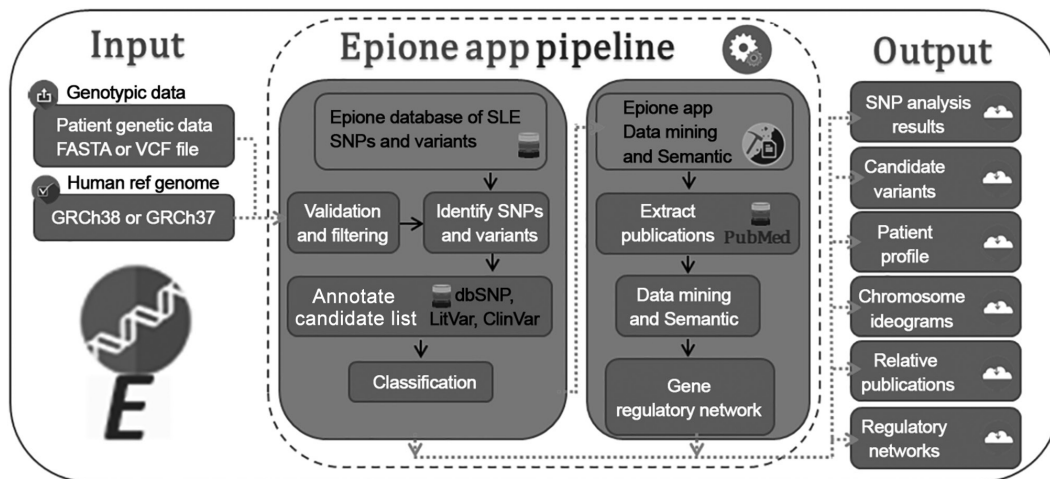 Input
Genotypic data
Patient genetic data
FASTA or VCF file
Human ref genome
GRCh38 or GRCh37
E
Epione app pipeline
Epione database of SLE
SNPs and variants
Validation
and filtering
Identify SNPs
and variants
Annotate
candidate list
dbSNP,
LitVar, ClinVar
Classification
Epione app
Data mining
and Semantic
Extract
publications
PubMed
Data mining
and Semantic
Gene
regulatory network
Output
SNP analysis
results
Candidate
variants
Patient
profile
Chromosome
ideograms
Relative
publications
Regulatory
networks